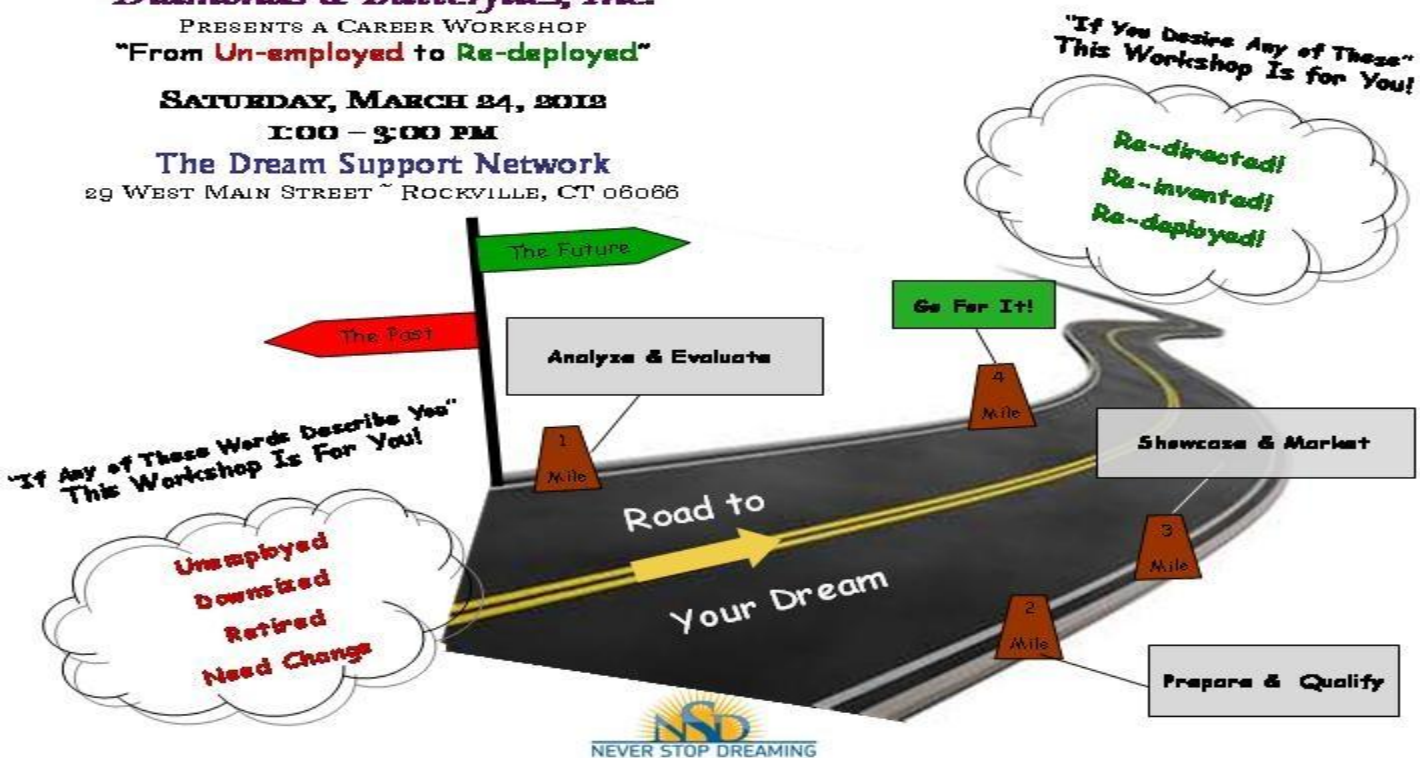 Diamonds & Butterflies, Inc.
PRESENTS A CAREER WORKSHOP
"From Un-employed to Re-deployed"
SATURDAY, MARCH 24, 2012
1:00 – 3:00 PM
The Dream Support Network
29 WEST MAIN STREET ~ ROCKVILLE, CT 06066
"If You Desire Any of These"
This Workshop Is for You!
Re-directed!
Re-invented!
Re-deployed!
The Future
The Past
Go For It!
Analyze & Evaluate
4
Mile
"If Any of These Words Describe You"
This Workshop Is For You!
1
Mile
Showcase & Market
Road to
Your Dream
3
Mile
Unemployed
Downsized
Retired
Need Change
2
Mile
Prepare & Qualify
NSD
NEVER STOP DREAMING